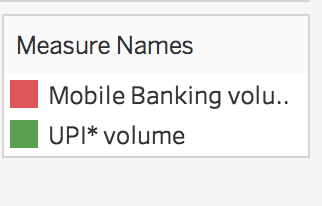 Measure Names
Mobile Banking volu..
UPI* volume